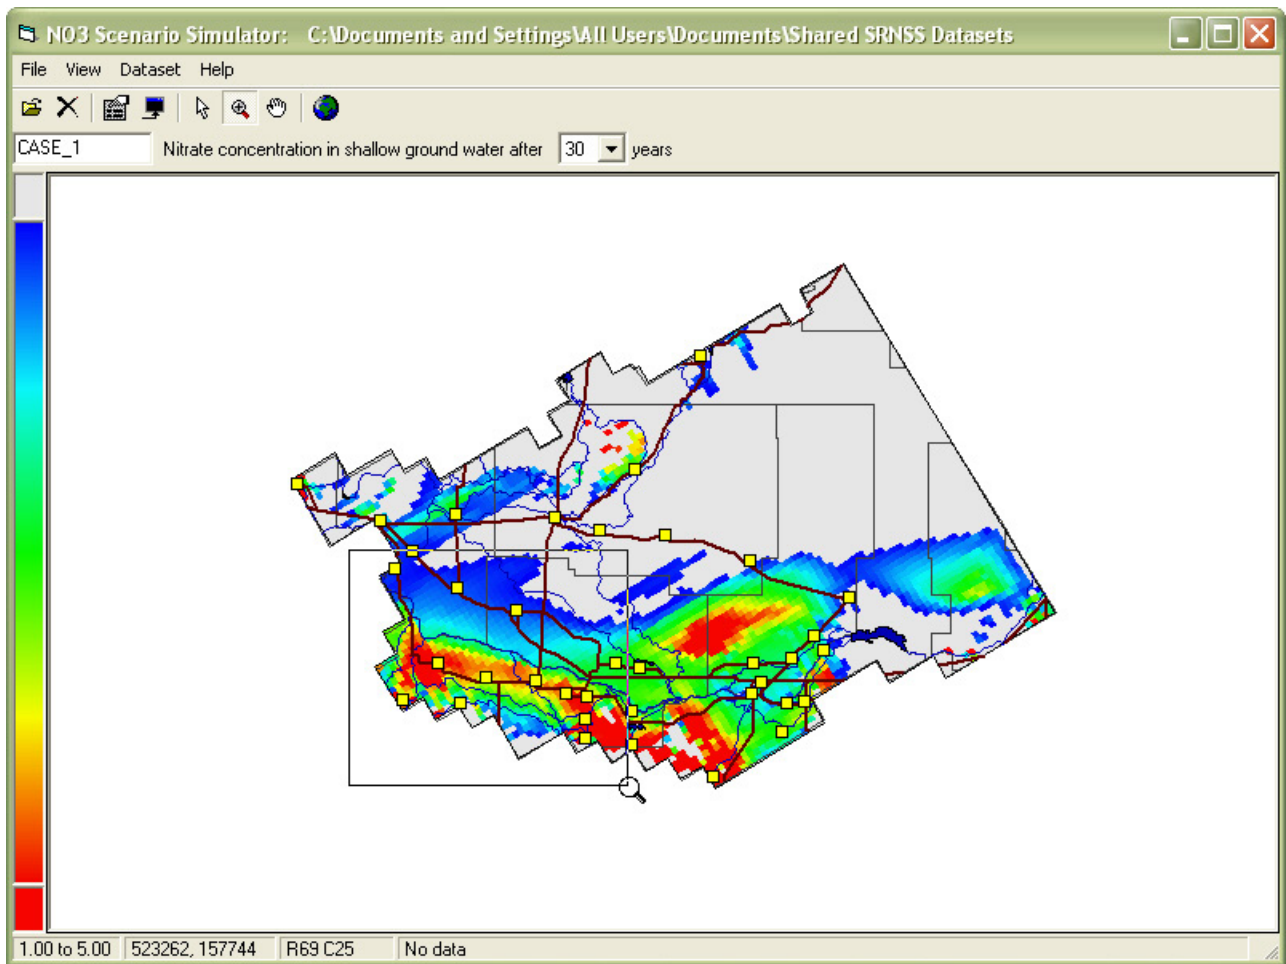 NO3 Scenario Simulator: C:\Documents and Settings\All Users\Documents\Shared SRNSS Datasets
File View Dataset Help
CASE_1 Nitrate concentration in shallow ground water after 30 years
1.00 to 5.00 523262, 157744 R69 C25 No data